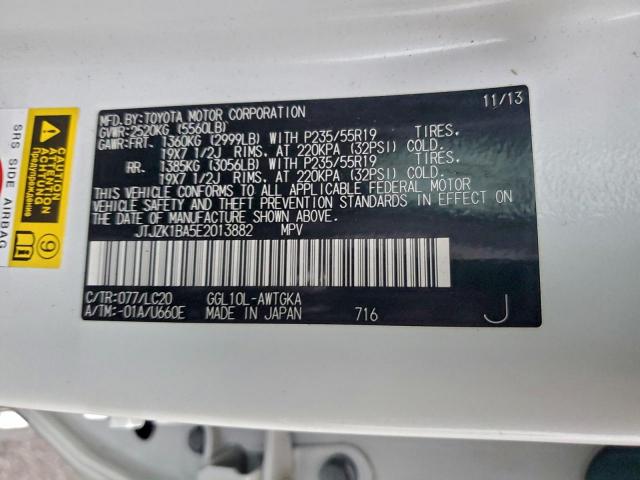 MFD. BY: TOYOTA MOTOR CORPORATION 11/13
GVWR: 2520KG (5560LB)
GAWR: FRT. 1360KG (2999LB) WITH P235/55R19 TIRES,
19X7 1/2J RIMS, AT 220KPA (32PSI) COLD.
RR. 1385KG (3056LB) WITH P235/55R19 TIRES,
19X7 1/2J RIMS, AT 220KPA (32PSI) COLD.
THIS VEHICLE CONFORMS TO ALL APPLICABLE FEDERAL MOTOR
VEHICLE SAFETY AND THEFT PREVENTION STANDARDS IN EFFECT ON
THE DATE OF MANUFACTURE SHOWN ABOVE.
JTJZK1BA5E2013882 MPV
C/TR: 077/LC20 GGL10L-AWTGKA
A/TM: -01A/U660E MADE IN JAPAN 716 J
SRS SIDE AIRBAG
CAUTION
Предупреждение
9